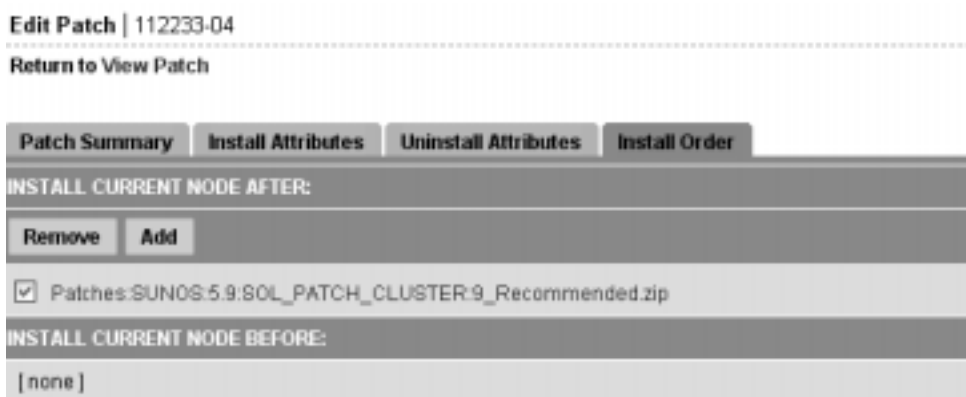 Edit Patch | 112233-04
Return to View Patch
Patch Summary Install Attributes Uninstall Attributes Install Order
INSTALL CURRENT NODE AFTER:
Remove Add
Patches:SUNOS:5.9:SOL_PATCH_CLUSTER:9_Recommended.zip
INSTALL CURRENT NODE BEFORE:
[ none ]